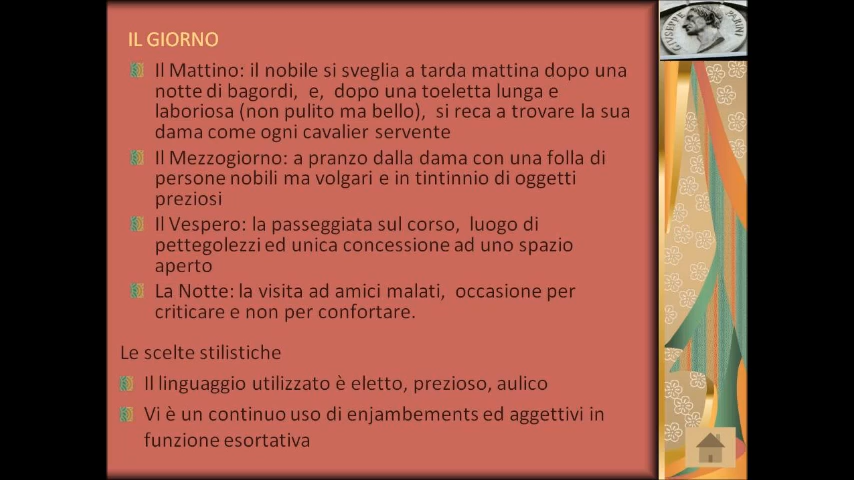 GIUSEPPE PARINI
IL GIORNO
Il Mattino: il nobile si sveglia a tarda mattina dopo una
notte di bagordi, e, dopo una toeletta lunga e
laboriosa (non pulito ma bello), si reca a trovare la sua
dama come ogni cavalier servente
Il Mezzogiorno: a pranzo dalla dama con una folla di
persone nobili ma volgari e in tintinnio di oggetti
preziosi
Il Vespero: la passeggiata sul corso, luogo di
pettegolezzi ed unica concessione ad uno spazio
aperto
La Notte: la visita ad amici malati, occasione per
criticare e non per confortare.
Le scelte stilistiche
Il linguaggio utilizzato è eletto, prezioso, aulico
Vi è un continuo uso di enjambements ed aggettivi in
funzione esortativa